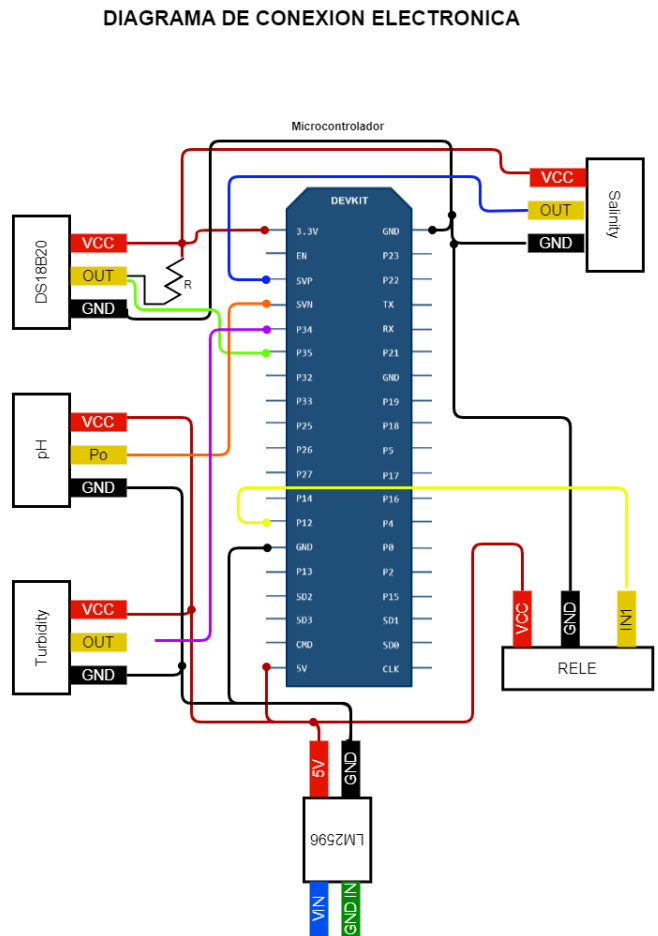 DIAGRAMA DE CONEXION ELECTRONICA
Microcontrolador
DEVKIT
3.3V
EN
SVP
SVN
P34
P35
P32
P33
P25
P26
P27
P14
P12
GND
P13
SD2
SD3
CMD
5V
GND
P23
P22
TX
RX
P21
GND
P19
P18
P5
P17
P16
P4
P0
P2
P15
SD1
SD0
CLK
DS18B20
VCC
OUT
GND
R
pH
VCC
Po
GND
Turbidity
VCC
OUT
GND
VCC
OUT
GND
Salinity
VCC
GND
IN1
RELE
5V
GND
LM2596
VIN
GND IN